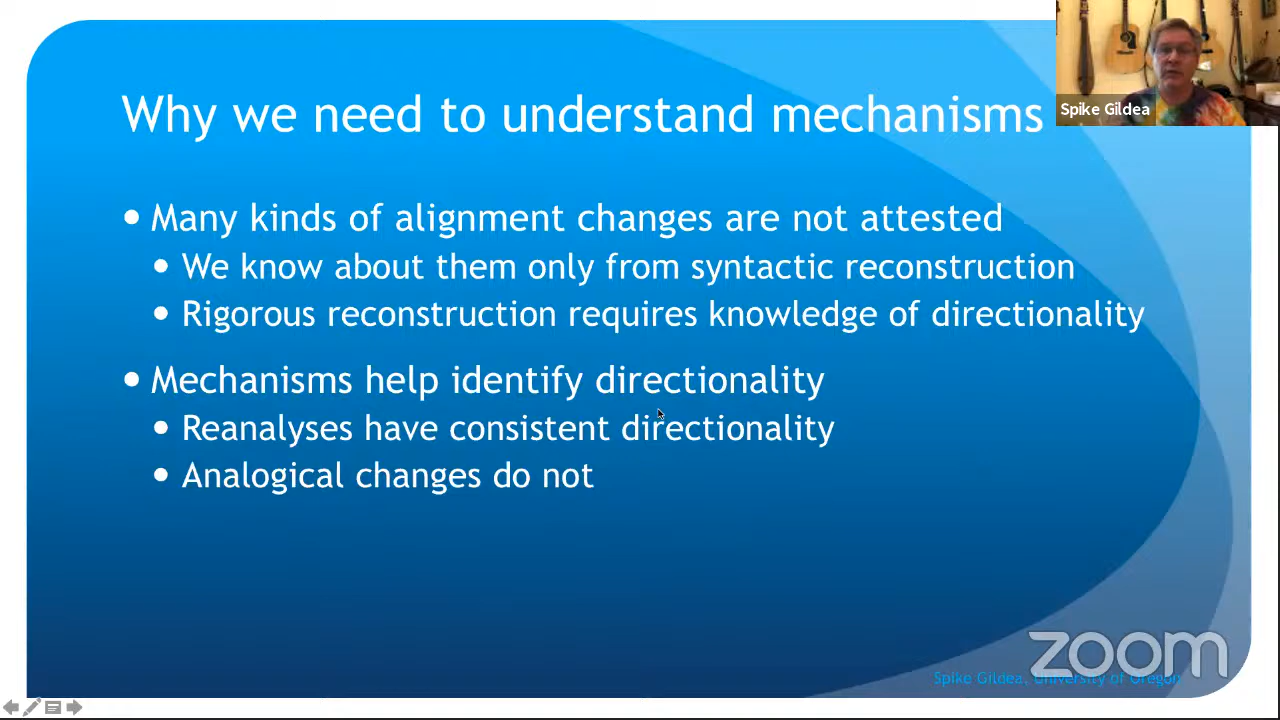 Why we need to understand mechanisms
Spike Gildea
• Many kinds of alignment changes are not attested
• We know about them only from syntactic reconstruction
• Rigorous reconstruction requires knowledge of directionality
• Mechanisms help identify directionality
• Reanalyses have consistent directionality
• Analogical changes do not
zoom
Spike Gildea, University of Oregon